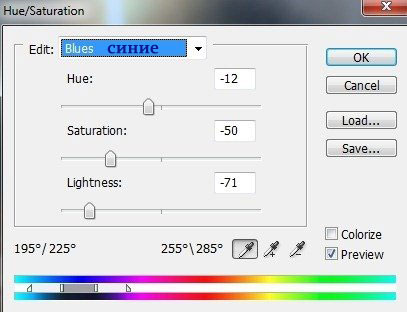 Hue/Saturation
Edit: Blues синие
OK
Hue: -12
Cancel
Saturation: -50
Load...
Save...
Lightness: -71
Colorize
195°/225° 255°\285°
Preview